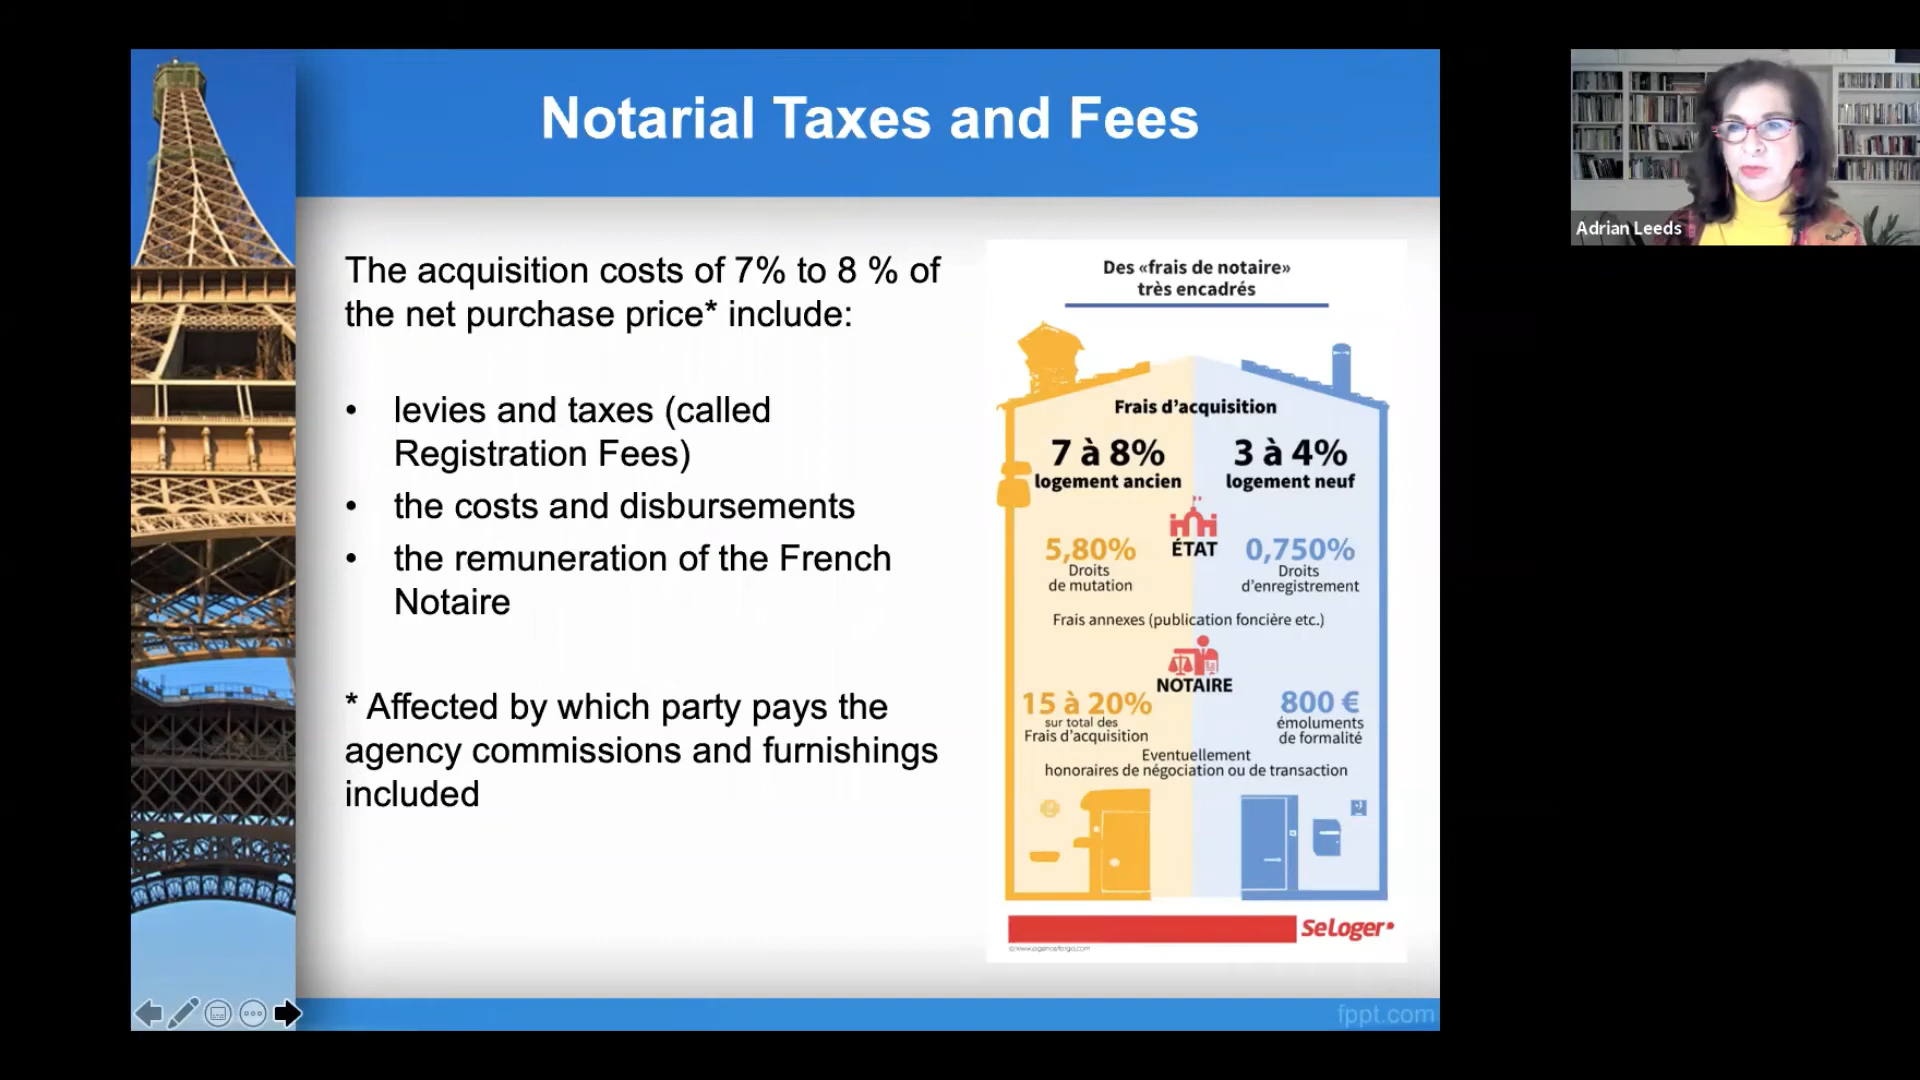 Notarial Taxes and Fees
Adrian Leeds
The acquisition costs of 7% to 8 % of
the net purchase price* include:
• levies and taxes (called
Registration Fees)
• the costs and disbursements
• the remuneration of the French
Notaire
* Affected by which party pays the
agency commissions and furnishings
included
Des «frais de notaire»
très encadrés
Frais d'acquisition
7 à 8%
logement ancien
3 à 4%
logement neuf
ÉTAT
5,80%
Droits
de mutation
0,750%
Droits
d'enregistrement
Frais annexes (publication foncière etc.)
NOTAIRE
15 à 20%
sur total des
Frais d'acquisition
800 €
émoluments
de formalité
Eventuellement
honoraires de négociation ou de transaction
SeLoger
fppt.com